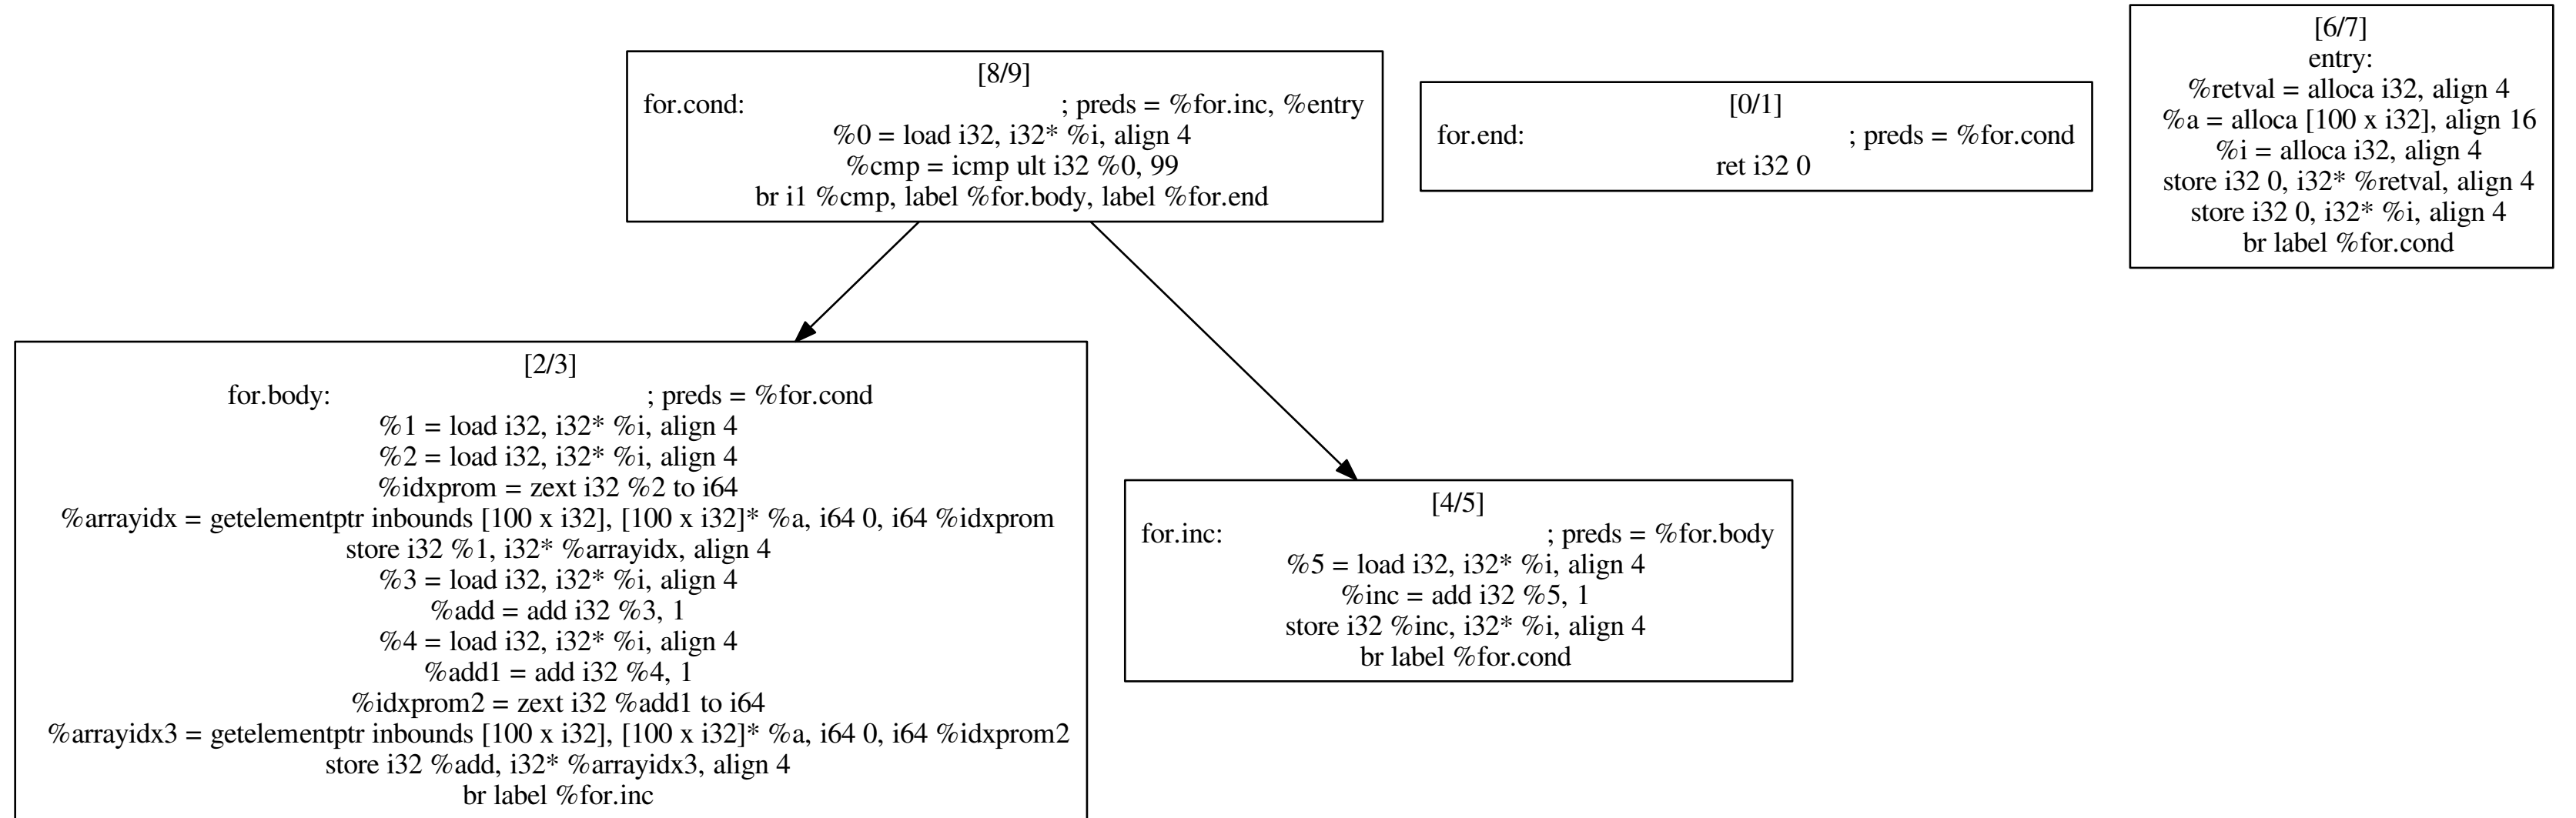 [8/9]
for.cond: ; preds = %for.inc, %entry
%0 = load i32, i32* %i, align 4
%cmp = icmp ult i32 %0, 99
br i1 %cmp, label %for.body, label %for.end
[0/1]
for.end: ; preds = %for.cond
ret i32 0
[6/7]
entry:
%retval = alloca i32, align 4
%a = alloca [100 x i32], align 16
%i = alloca i32, align 4
store i32 0, i32* %retval, align 4
store i32 0, i32* %i, align 4
br label %for.cond
[2/3]
for.body: ; preds = %for.cond
%1 = load i32, i32* %i, align 4
%2 = load i32, i32* %i, align 4
%idxprom = zext i32 %2 to i64
%arrayidx = getelementptr inbounds [100 x i32], [100 x i32]* %a, i64 0, i64 %idxprom
store i32 %1, i32* %arrayidx, align 4
%3 = load i32, i32* %i, align 4
%add = add i32 %3, 1
%4 = load i32, i32* %i, align 4
%add1 = add i32 %4, 1
%idxprom2 = zext i32 %add1 to i64
%arrayidx3 = getelementptr inbounds [100 x i32], [100 x i32]* %a, i64 0, i64 %idxprom2
store i32 %add, i32* %arrayidx3, align 4
br label %for.inc
[4/5]
for.inc: ; preds = %for.body
%5 = load i32, i32* %i, align 4
%inc = add i32 %5, 1
store i32 %inc, i32* %i, align 4
br label %for.cond